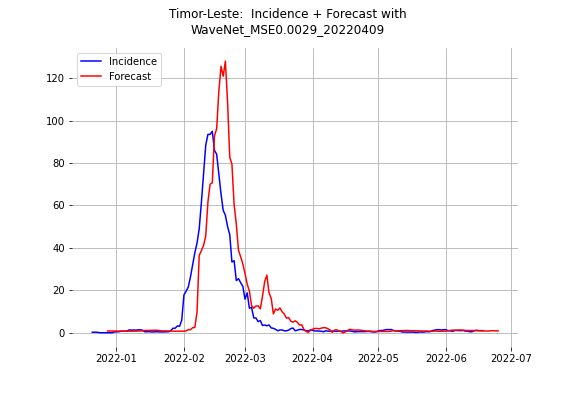 Timor-Leste:  Incidence + Forecast with
WaveNet_MSE0.0029_20220409
Incidence
Forecast
120
100
80
60
40
20
0
2022-01 2022-02 2022-03 2022-04 2022-05 2022-06 2022-07